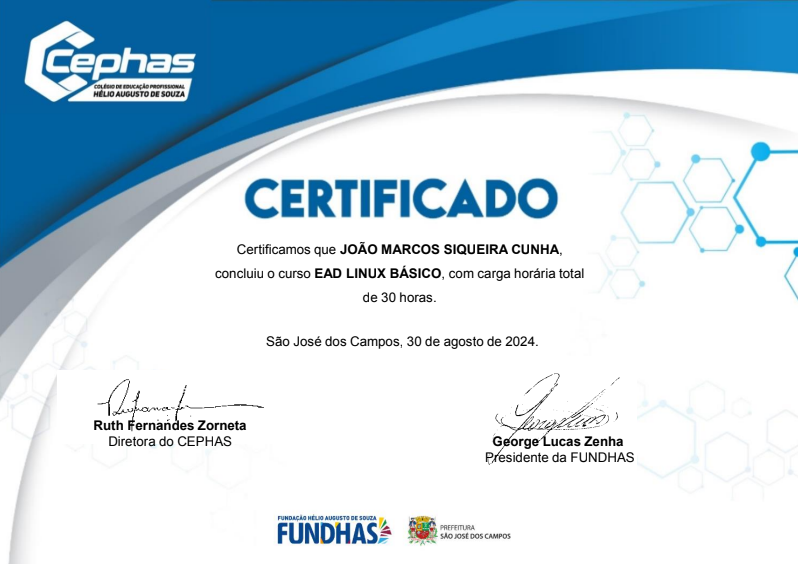 Cephas
COLÉGIO DE EDUCAÇÃO PROFISSIONAL
HÉLIO AUGUSTO DE SOUZA
CERTIFICADO
Certificamos que JOÃO MARCOS SIQUEIRA CUNHA,
concluiu o curso EAD LINUX BÁSICO, com carga horária total
de 30 horas.
São José dos Campos, 30 de agosto de 2024.
Ruth Fernandes Zorneta
Diretora do CEPHAS
George Lucas Zenha
Presidente da FUNDHAS
FUNDAÇÃO HÉLIO AUGUSTO DE SOUZA
FUNDHAS
PREFEITURA
SÃO JOSÉ DOS CAMPOS